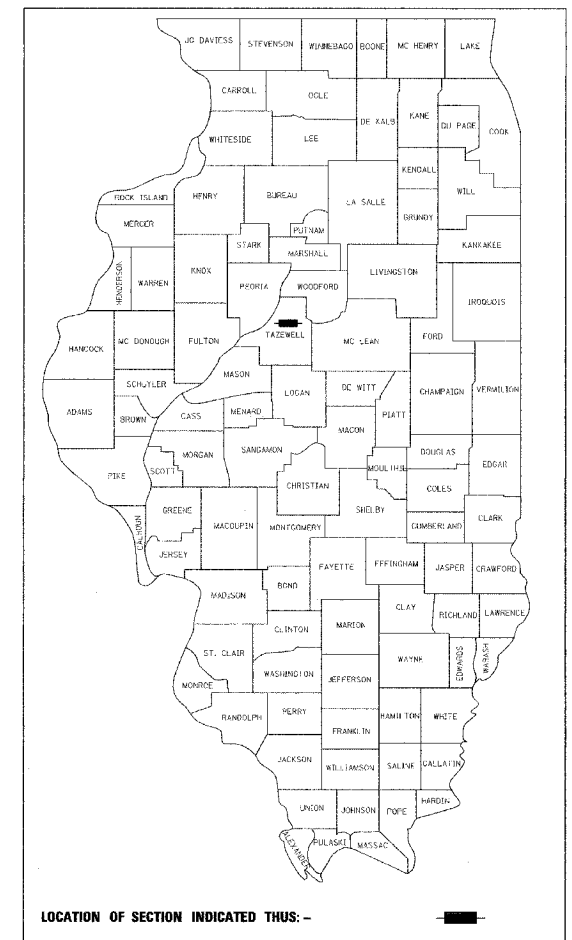 JO DAVIESS STEVENSON WINNEBAGO BOONE MC HENRY LAKE
CARROLL OGLE DE KALB KANE DU PAGE COOK
WHITESIDE LEE
KENDALL WILL
ROCK ISLAND HENRY BUREAU LA SALLE GRUNDY
MERCER PUTNAM
STARK MARSHALL KANKAKEE
HENDERSON WARREN KNOX PEORIA WOODFORD LIVINGSTON IROQUOIS
HANCOCK MC DONOUGH FULTON TAZEWELL MC LEAN FORD
SCHUYLER MASON LOGAN DE WITT CHAMPAIGN VERMILION
ADAMS BROWN CASS MENARD MACON PIATT
MORGAN SANGAMON DOUGLAS EDGAR
PIKE SCOTT CHRISTIAN MOULTRIE COLES
CALHOUN GREENE MACOUPIN MONTGOMERY SHELBY CUMBERLAND CLARK
JERSEY FAYETTE EFFINGHAM JASPER CRAWFORD
MADISON BOND
CLINTON MARION CLAY RICHLAND LAWRENCE
ST. CLAIR WAYNE EDWARDS WABASH
MONROE WASHINGTON JEFFERSON
RANDOLPH PERRY HAMILTON WHITE
FRANKLIN
JACKSON WILLIAMSON SALINE GALLATIN
UNION JOHNSON POPE HARDIN
ALEXANDER PULASKI MASSAC
LOCATION OF SECTION INDICATED THUS: -